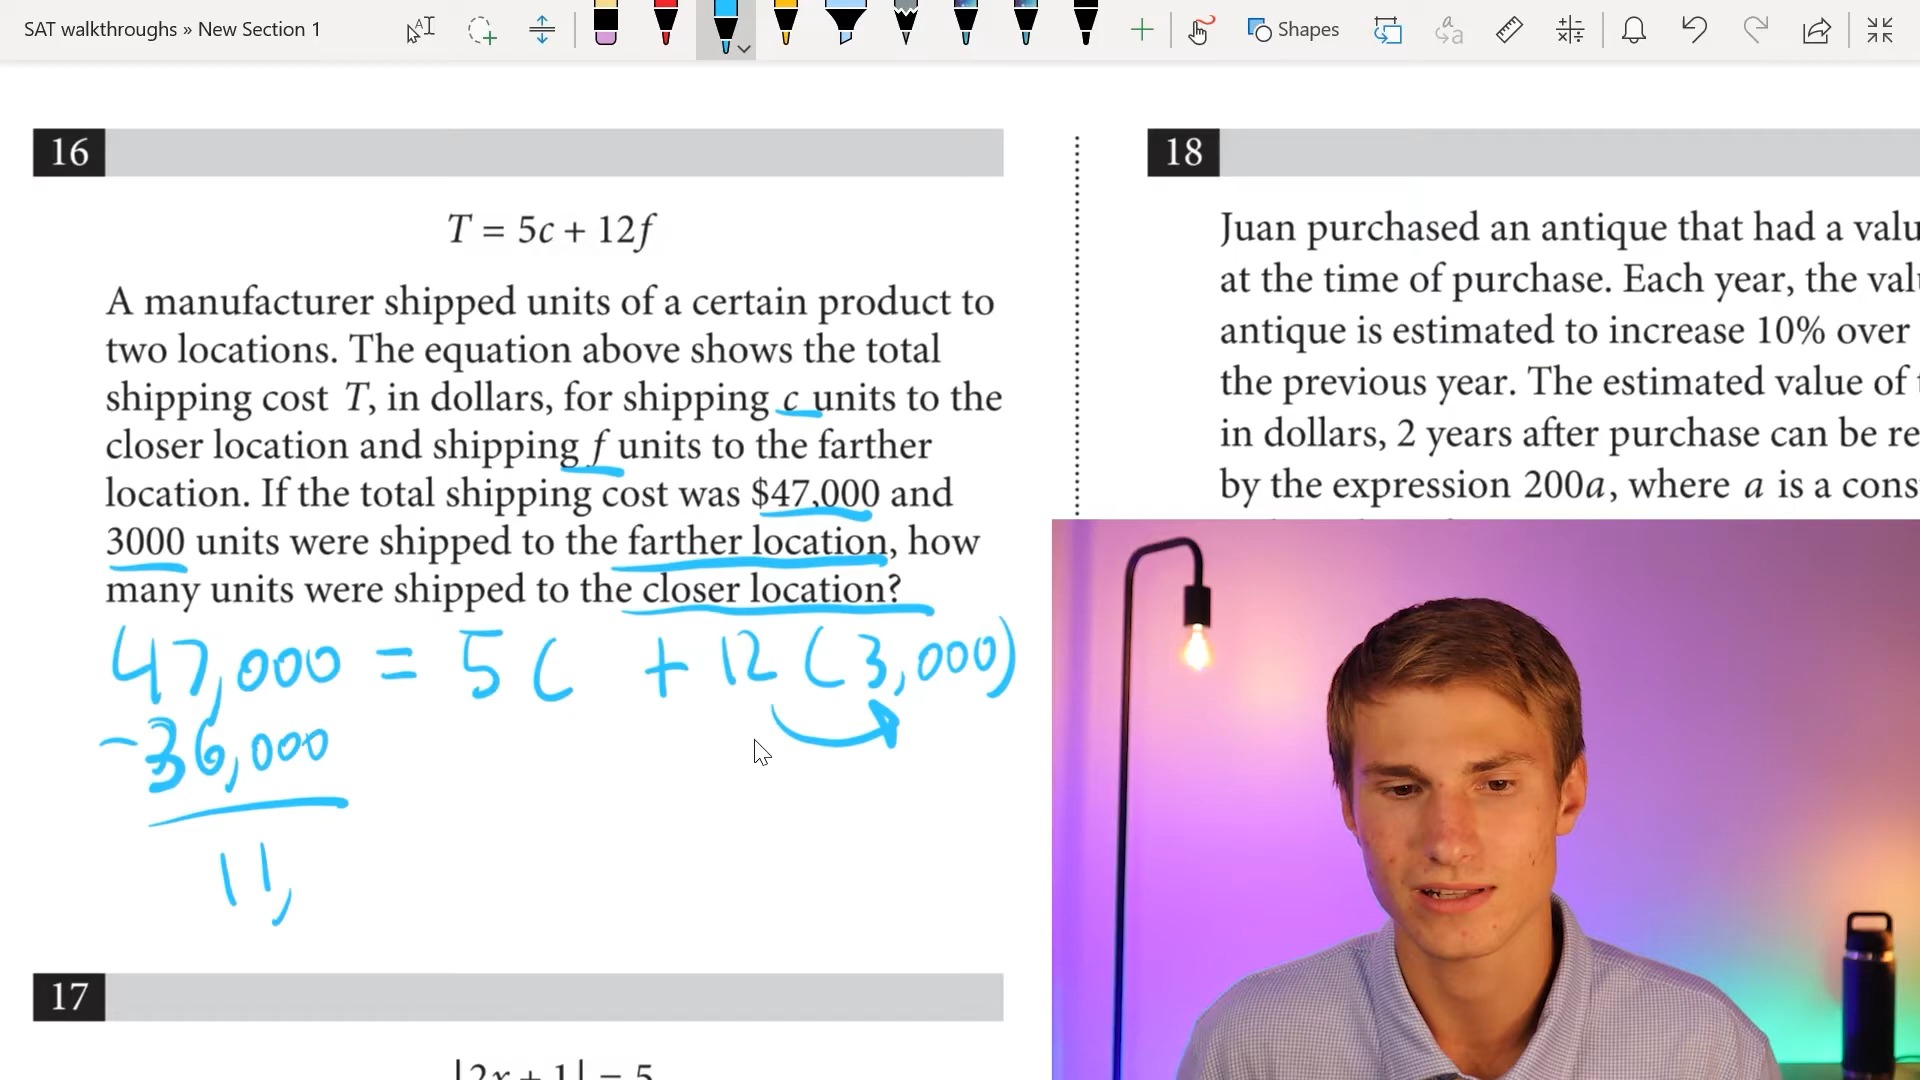 SAT walkthroughs » New Section 1
Shapes
16
T = 5c + 12f
A manufacturer shipped units of a certain product to
two locations. The equation above shows the total
shipping cost T, in dollars, for shipping c units to the
closer location and shipping f units to the farther
location. If the total shipping cost was $47,000 and
3000 units were shipped to the farther location, how
many units were shipped to the closer location?
47,000 = 5c + 12(3,000)
-36,000
11,
17
|2x + 1| = 5
18
Juan purchased an antique that had a valu
at the time of purchase. Each year, the val
antique is estimated to increase 10% over
the previous year. The estimated value of
in dollars, 2 years after purchase can be re
by the expression 200a, where a is a cons